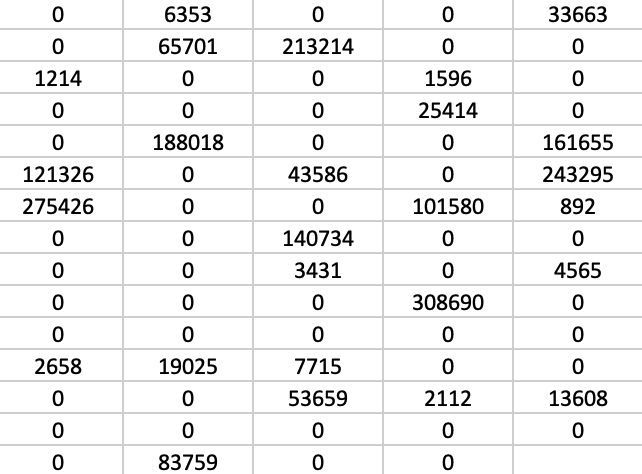 0 6353 0 0 33663
0 65701 213214 0 0
1214 0 0 1596 0
0 0 0 25414 0
0 188018 0 0 161655
121326 0 43586 0 243295
275426 0 0 101580 892
0 0 140734 0 0
0 0 3431 0 4565
0 0 0 308690 0
0 0 0 0 0
2658 19025 7715 0 0
0 0 53659 2112 13608
0 0 0 0 0
0 83759 0 0